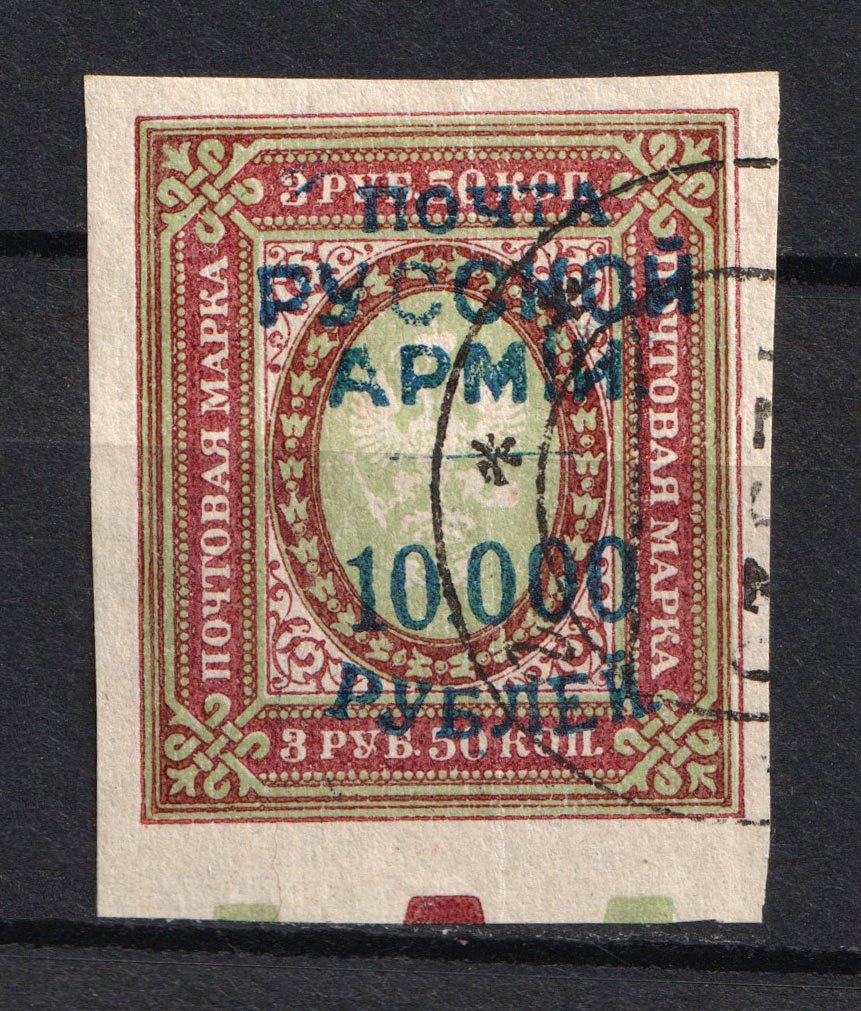 3 РУБ. 50 КОП.
ПОЧТА
РУССКОЙ
АРМІИ.
10.000
РУБЛЕЙ.
ПОЧТОВАЯ МАРКА
ПОЧТОВАЯ МАРКА
3 РУБ. 50 КОП.